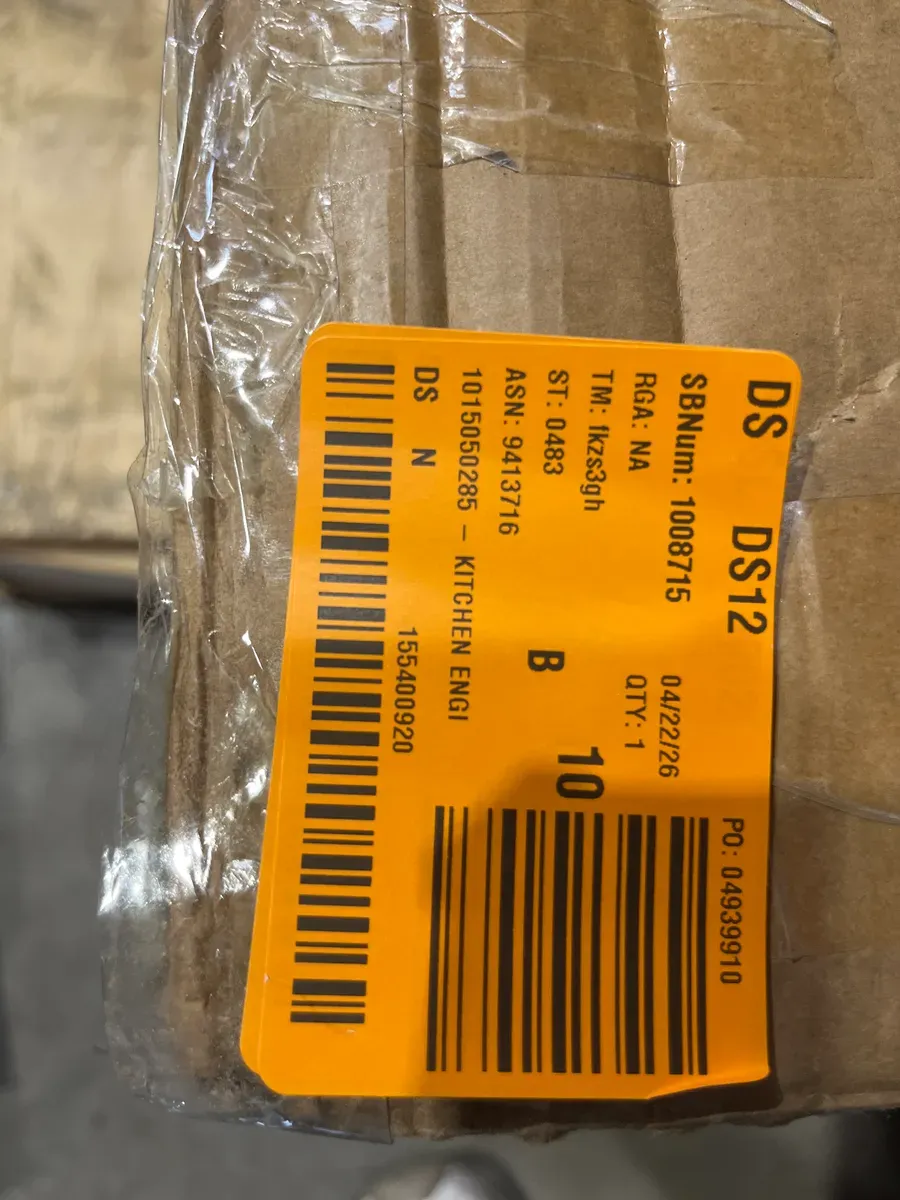 DS DS12
PO: 04939910
SBNum: 1008715 04/22/26
RGA: NA QTY: 1
TM: fkzs3gh
ST: 0483 B 10
ASN: 9413716
1015050285 - KITCHEN ENGI
DS N 155400920